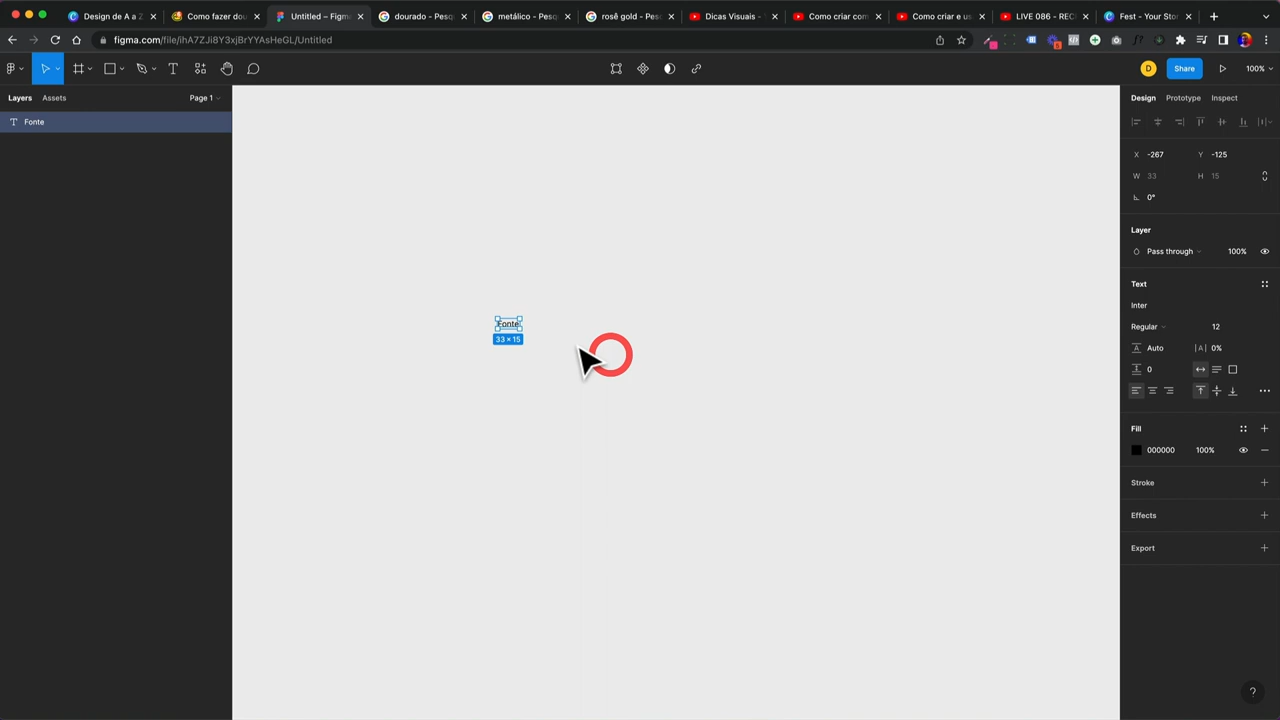 Design de A a Z
Como fazer dou
Untitled – Figma
dourado - Pesq
metálico - Pesq
rosê gold - Pesq
Dicas Visuais -
Como criar com
Como criar e us
LIVE 086 - REC
Fest - Your Sto
figma.com/file/ihA7ZJi8Y3xjBrYYAsHeGL/Untitled
D
Share
100%
Layers
Assets
Page 1
Design
Prototype
Inspect
Fonte
X -267
Y -125
W 33
H 15
0°
Layer
Pass through
100%
Text
Inter
Regular
12
Auto
0%
0
Fonte
33 × 15
Fill
000000
100%
Stroke
Effects
Export
?